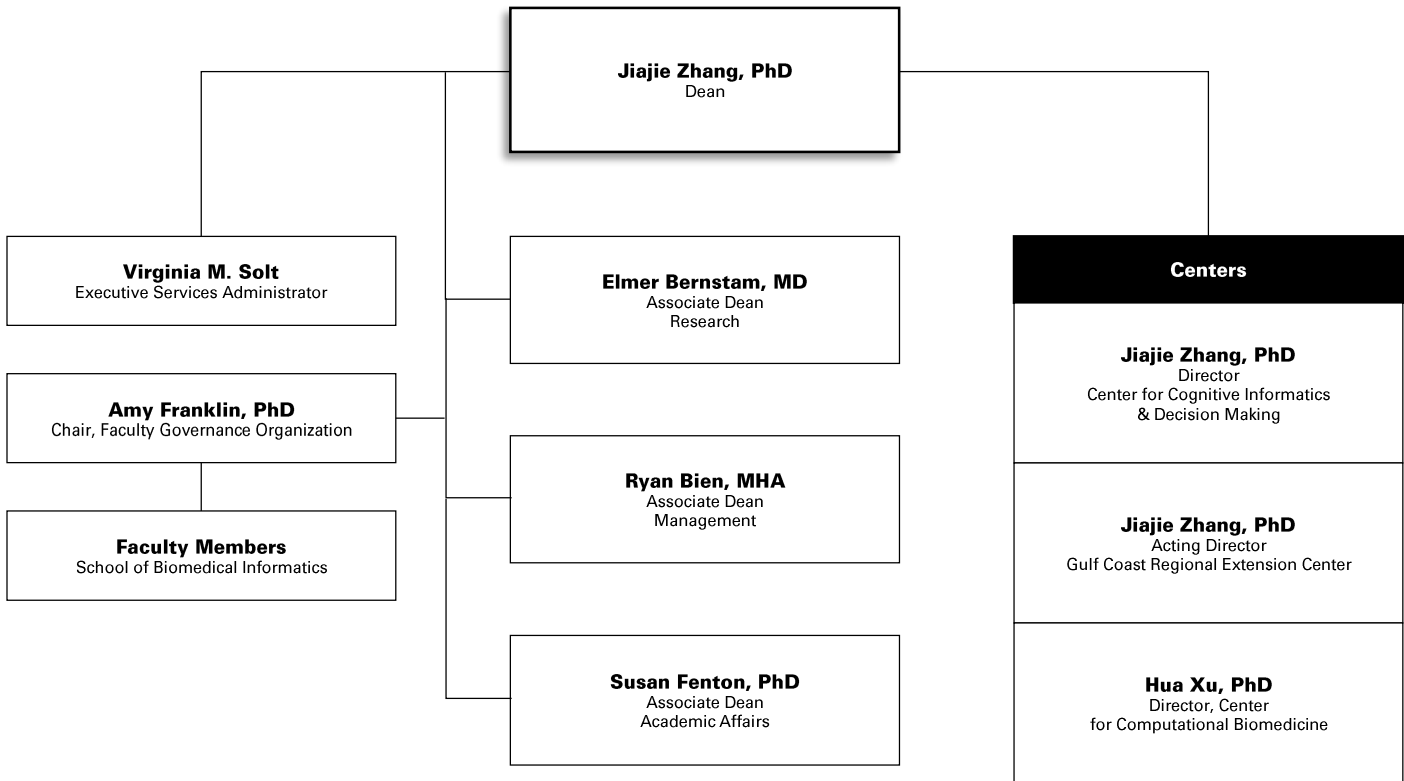 Jiajie Zhang, PhD
Dean
Virginia M. Solt
Executive Services Administrator
Amy Franklin, PhD
Chair, Faculty Governance Organization
Faculty Members
School of Biomedical Informatics
Elmer Bernstam, MD
Associate Dean
Research
Ryan Bien, MHA
Associate Dean
Management
Susan Fenton, PhD
Associate Dean
Academic Affairs
Centers
Jiajie Zhang, PhD
Director
Center for Cognitive Informatics
& Decision Making
Jiajie Zhang, PhD
Acting Director
Gulf Coast Regional Extension Center
Hua Xu, PhD
Director, Center
for Computational Biomedicine